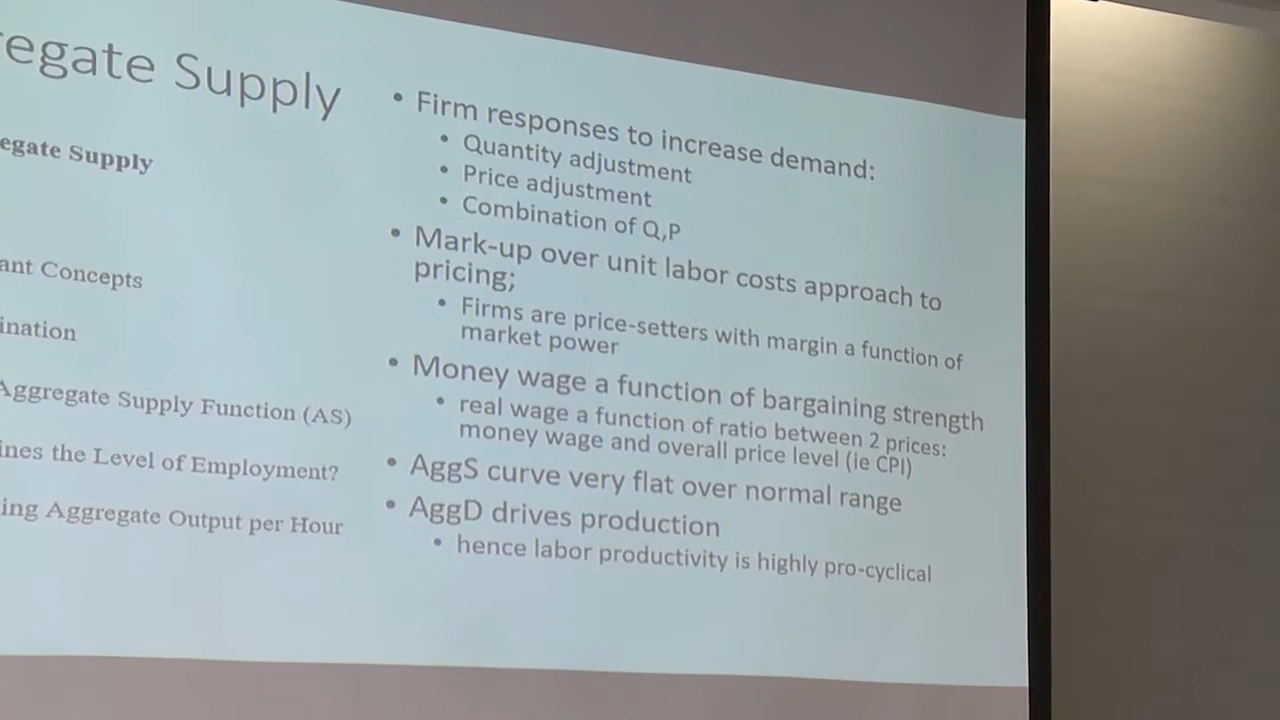 egate Supply
egate Supply
ant Concepts
ination
Aggregate Supply Function (AS)
ines the Level of Employment?
ing Aggregate Output per Hour
• Firm responses to increase demand:
• Quantity adjustment
• Price adjustment
• Combination of Q,P
• Mark-up over unit labor costs approach to
pricing;
• Firms are price-setters with margin a function of
market power
• Money wage a function of bargaining strength
• real wage a function of ratio between 2 prices:
money wage and overall price level (ie CPI)
• AggS curve very flat over normal range
• AggD drives production
• hence labor productivity is highly pro-cyclical